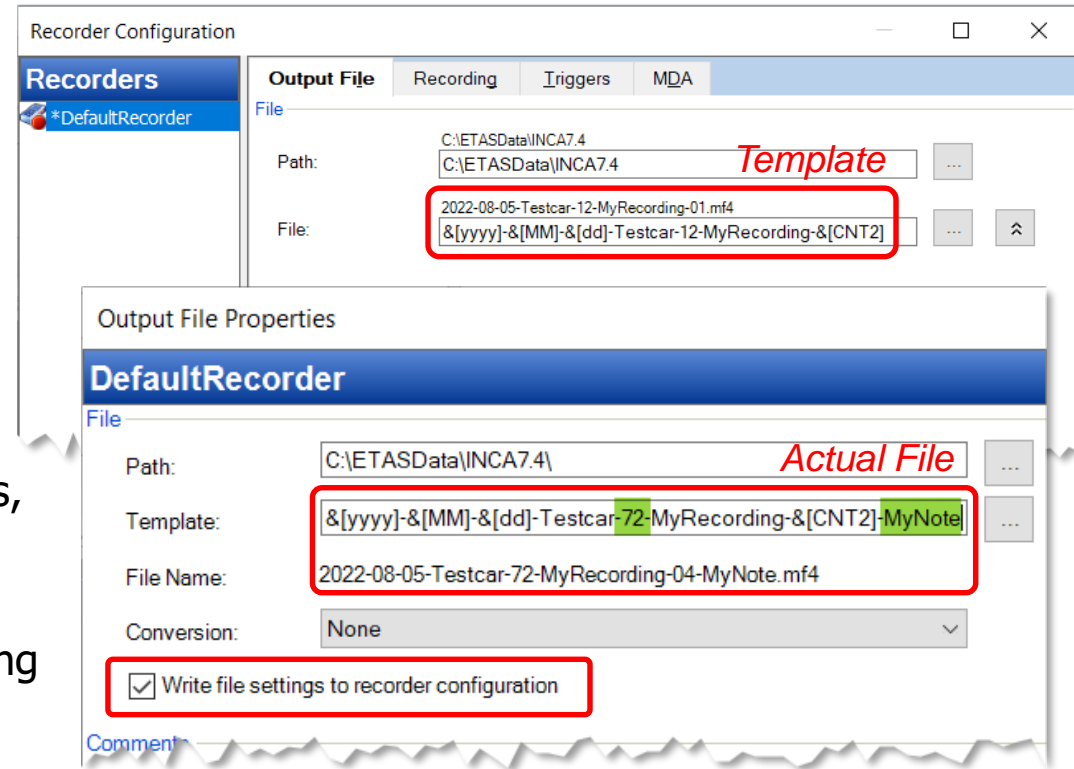 Recorder Configuration
Recorders
*DefaultRecorder
Output File Recording Triggers MDA
File
C:\ETASData\INCA7.4
Path: C:\ETASData\INCA7.4 ...
Template
2022-08-05-Testcar-12-MyRecording-01.mf4
File: &[yyyy]-&[MM]-&[dd]-Testcar-12-MyRecording-&[CNT2] ...
Output File Properties
DefaultRecorder
File
Path: C:\ETASData\INCA7.4\ ...
Actual File
s,
Template: &[yyyy]-&[MM]-&[dd]-Testcar-72-MyRecording-&[CNT2]-MyNote ...
File Name: 2022-08-05-Testcar-72-MyRecording-04-MyNote.mf4
Conversion: None
ng
Write file settings to recorder configuration
Comments